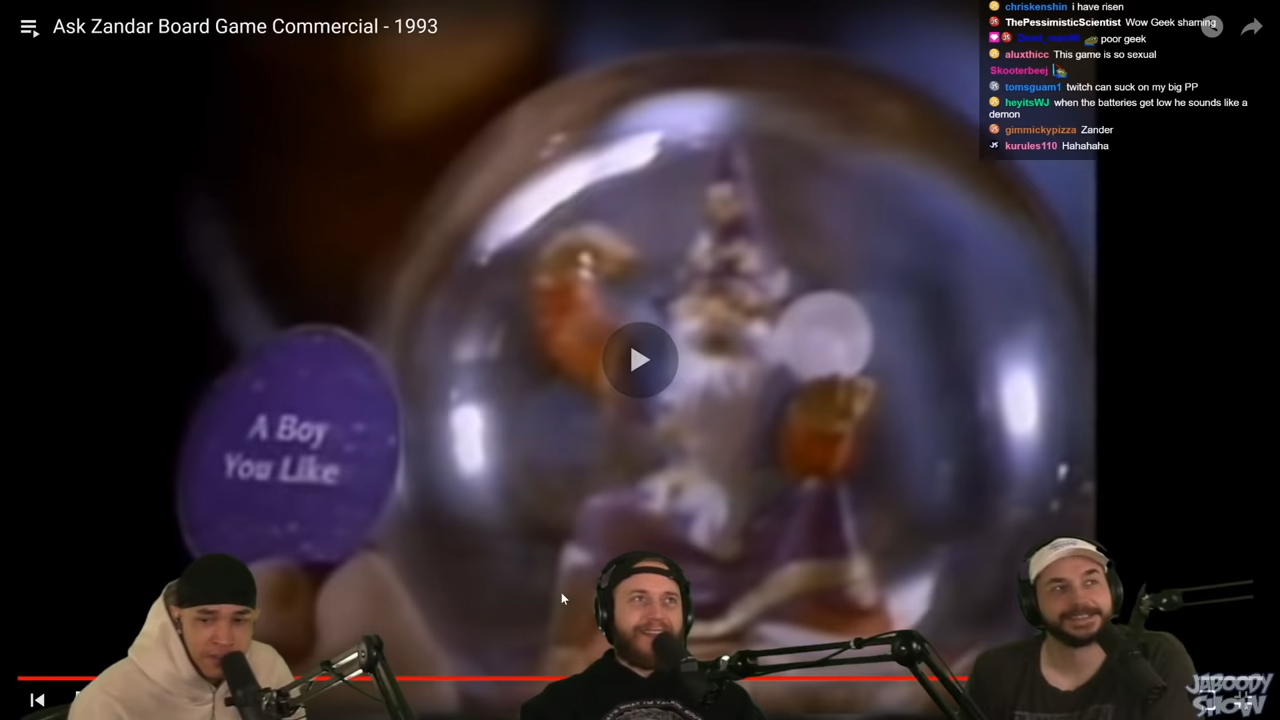 Ask Zandar Board Game Commercial - 1993
chriskenshin i have risen
ThePessimisticScientist Wow Geek sharning
poor geek
aluxthicc This game is so sexual
Skooterbeej
tomsguam1 twitch can suck on my big PP
heyitsWJ when the batteries get low he sounds like a
demon
gimmickypizza Zander
kurules110 Hahahaha
A Boy
You Like
JABOODY
SHOW